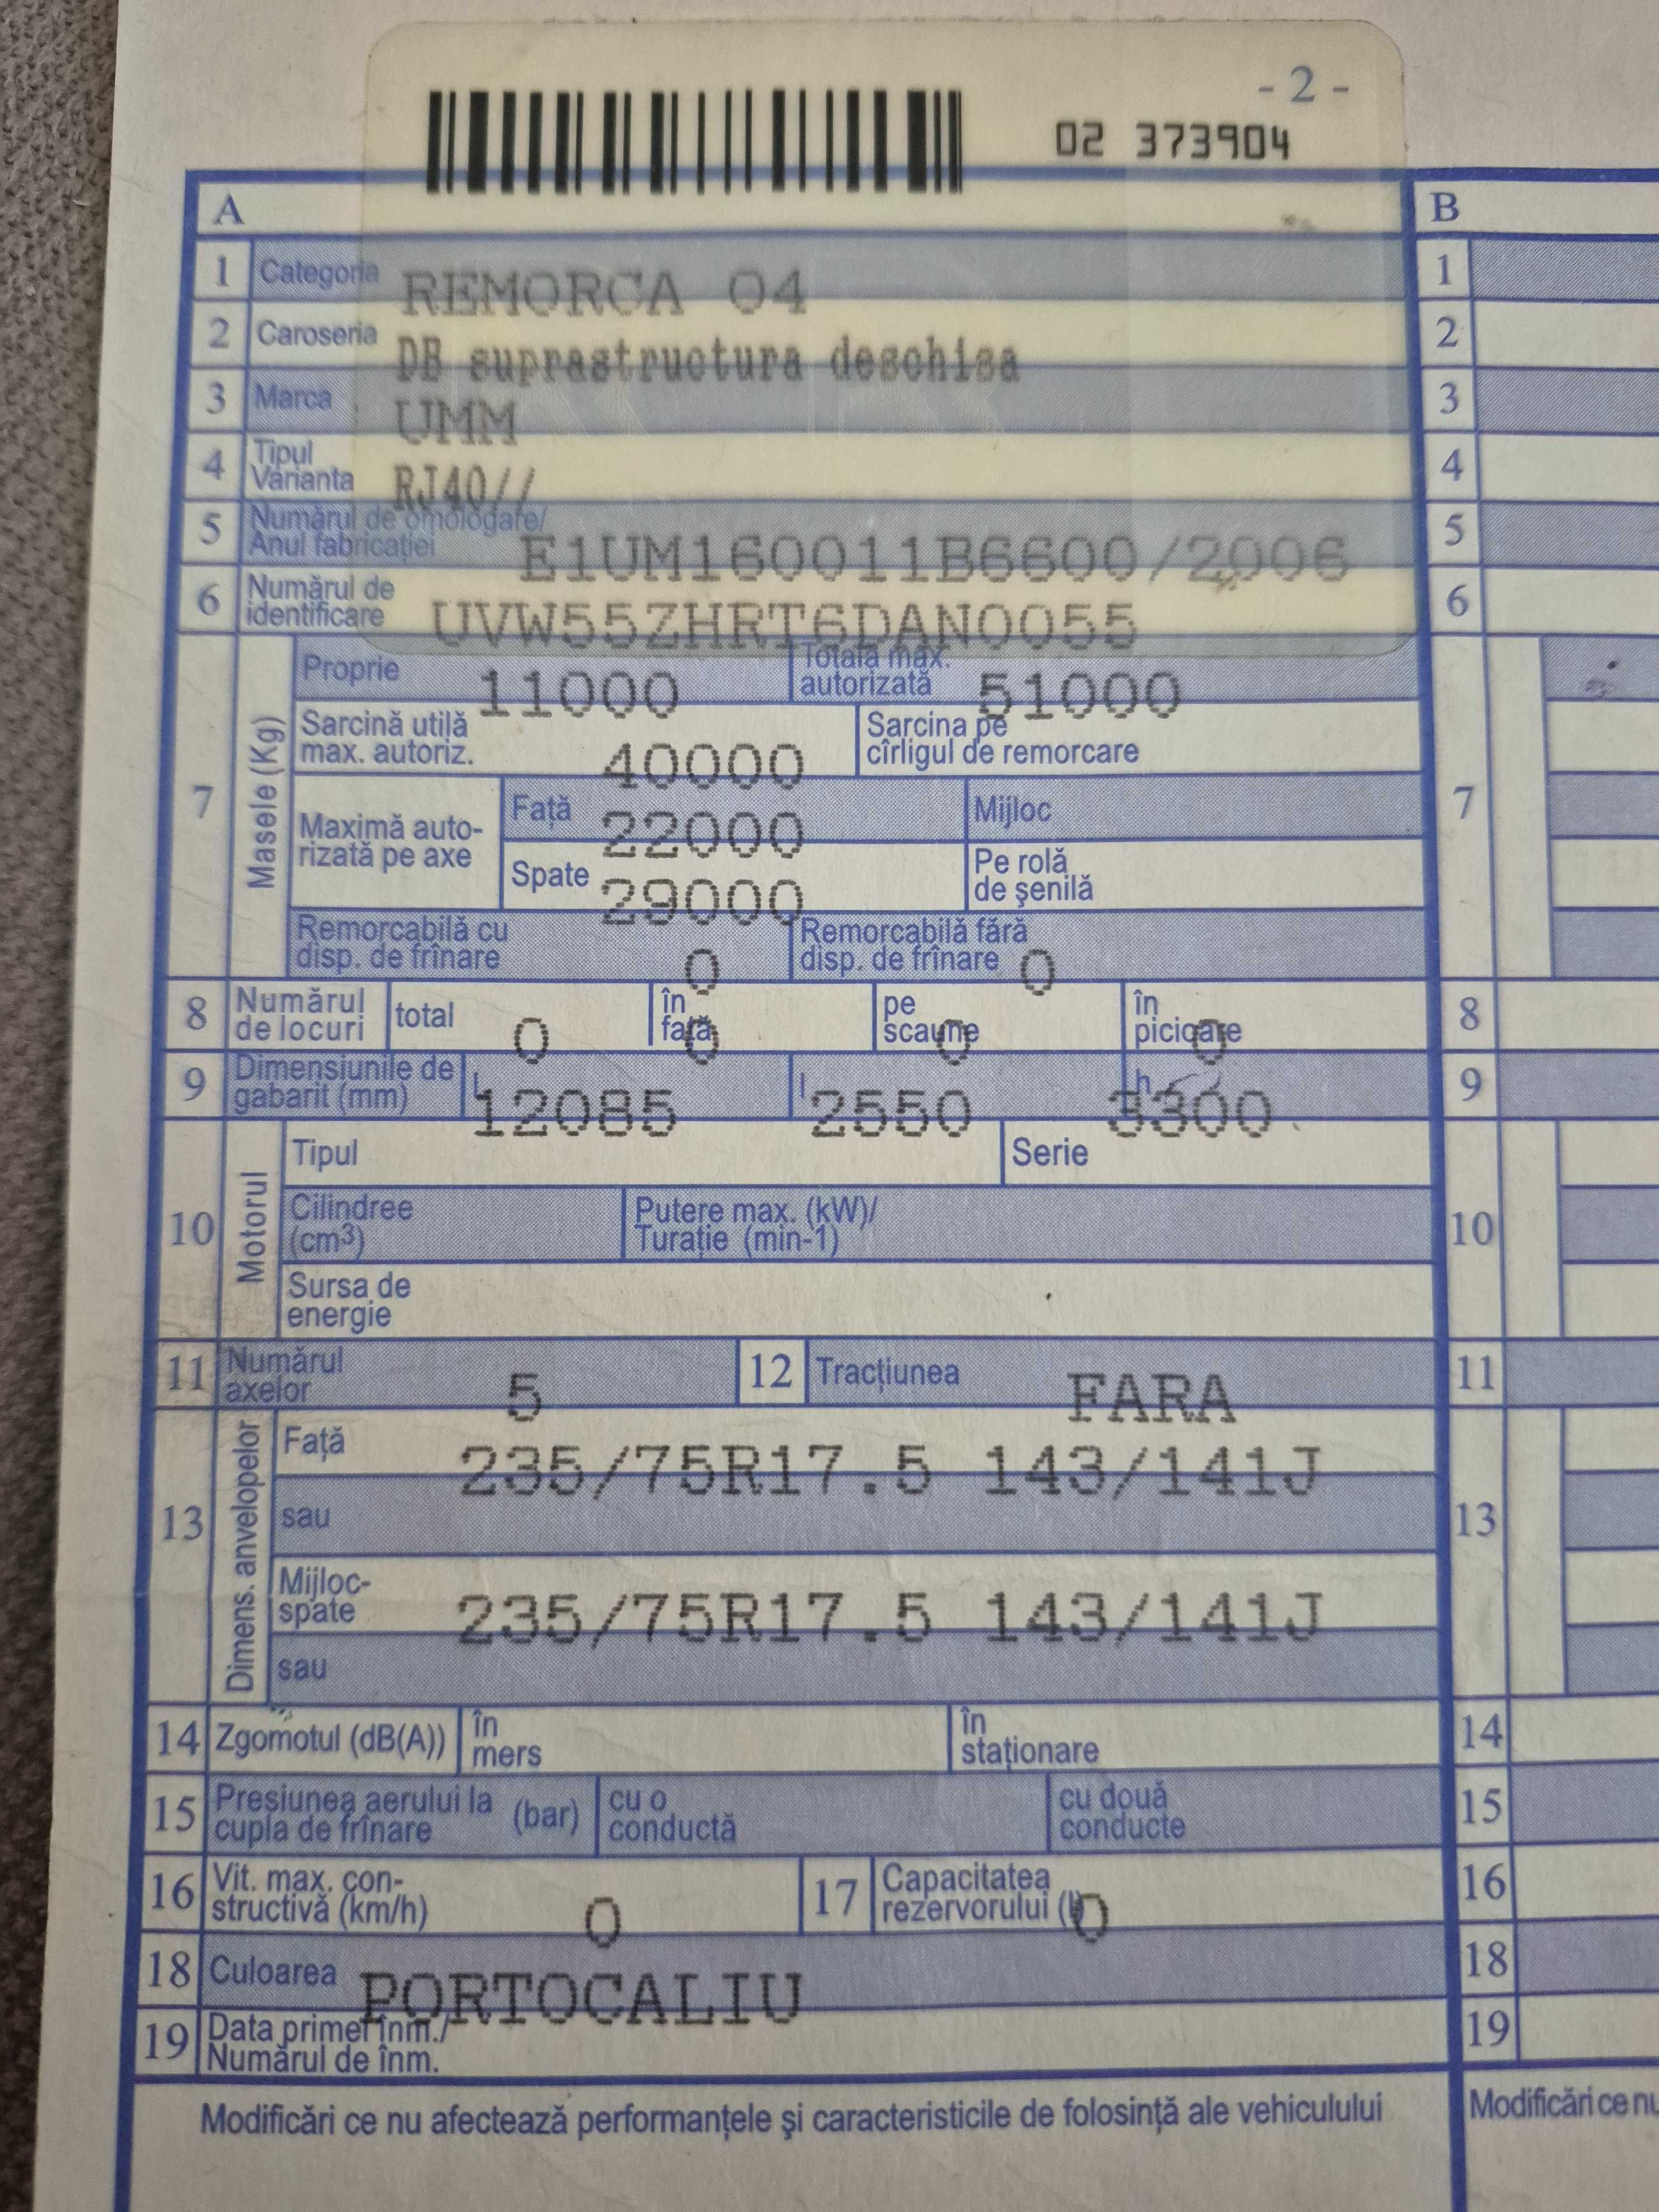 - 2 -
02 373904
A
B
1 Categoria REMORCA O4
2 Caroseria DB suprastructura deschisa
3 Marca UMM
4 Tipul Varianta RJ40//
5 Numărul de omologare/ Anul fabricației E1UM160011B6600/2006
6 Numărul de identificare UVW55ZHRT6DAN0055
7 Masele (Kg)
Proprie 11000 Totală max. autorizată 51000
Sarcină utilă max. autoriz. 40000 Sarcina pe cîrligul de remorcare
Maximă autorizată pe axe Față 22000 Mijloc
Spate 29000 Pe rolă de șenilă
Remorcabilă cu disp. de frînare 0 Remorcabilă fără disp. de frînare 0
8 Numărul de locuri total 0 în față 0 pe scaune 0 în picioare 0
9 Dimensiunile de gabarit (mm) L 12085 l 2550 h 3300
10 Motorul
Tipul Serie
Cilindree (cm³) Putere max. (kW)/ Turație (min-1)
Sursa de energie
11 Numărul axelor 5 12 Tracțiunea FARA
13 Dimens. anvelopelor
Față 235/75R17.5 143/141J
sau
Mijloc-spate 235/75R17.5 143/141J
sau
14 Zgomotul (dB(A)) în mers în staționare
15 Presiunea aerului la cupla de frînare (bar) cu o conductă cu două conducte
16 Vit. max. constructivă (km/h) 0 17 Capacitatea rezervorului (l) 0
18 Culoarea PORTOCALIU
19 Data primei înm./ Numărul de înm.
Modificări ce nu afectează performanțele și caracteristicile de folosință ale vehiculului
1
2
3
4
5
6
7
8
9
10
11
13
14
15
16
18
19
Modificări ce nu